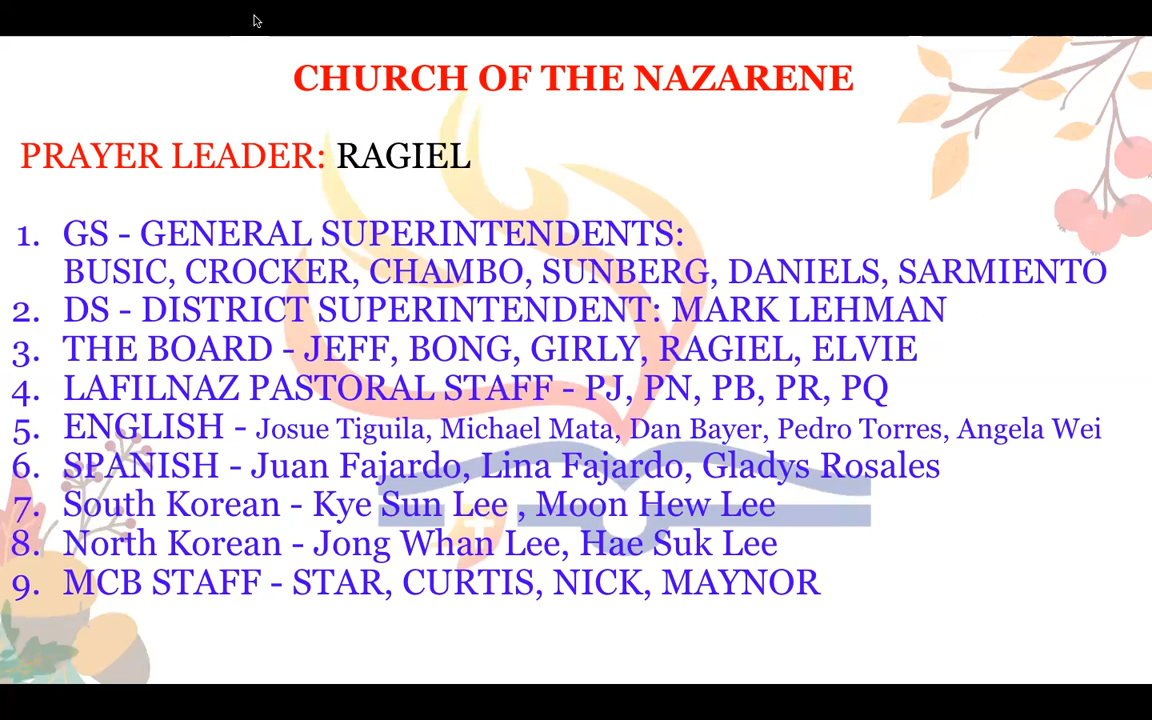 CHURCH OF THE NAZARENE
PRAYER LEADER: RAGIEL
1. GS - GENERAL SUPERINTENDENTS:
BUSIC, CROCKER, CHAMBO, SUNBERG, DANIELS, SARMIENTO
2. DS - DISTRICT SUPERINTENDENT: MARK LEHMAN
3. THE BOARD - JEFF, BONG, GIRLY, RAGIEL, ELVIE
4. LAFILNAZ PASTORAL STAFF - PJ, PN, PB, PR, PQ
5. ENGLISH - Josue Tiguila, Michael Mata, Dan Bayer, Pedro Torres, Angela Wei
6. SPANISH - Juan Fajardo, Lina Fajardo, Gladys Rosales
7. South Korean - Kye Sun Lee , Moon Hew Lee
8. North Korean - Jong Whan Lee, Hae Suk Lee
9. MCB STAFF - STAR, CURTIS, NICK, MAYNOR